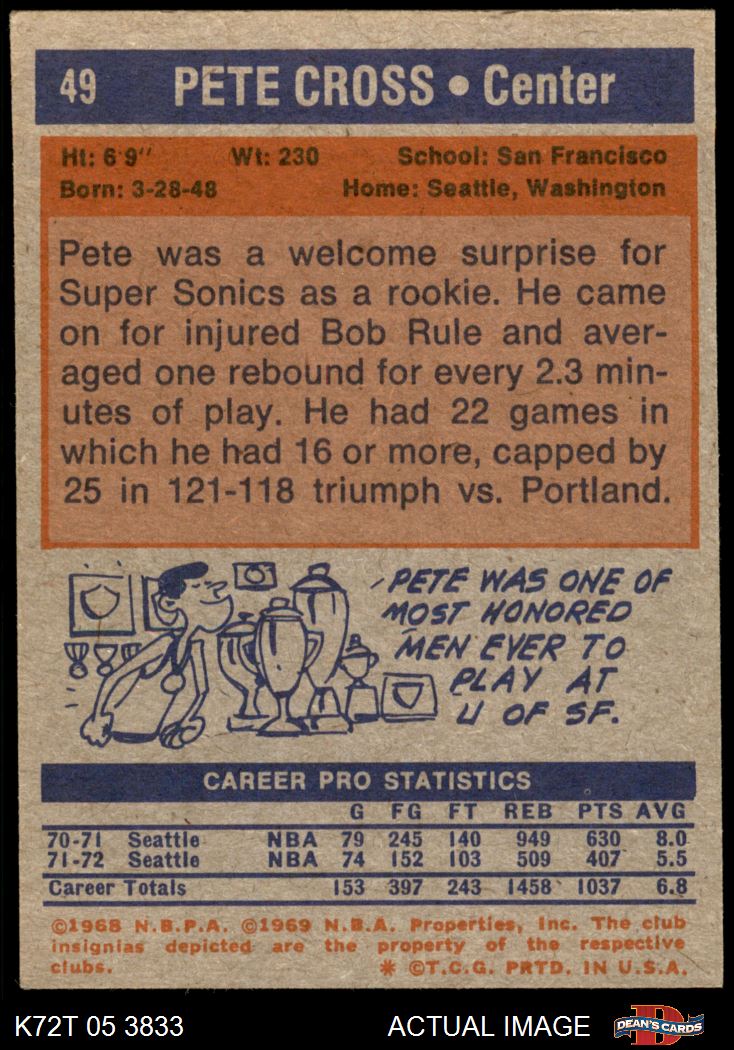 49 PETE CROSS • Center
Ht: 6'9" Wt: 230 School: San Francisco
Born: 3-28-48 Home: Seattle, Washington
Pete was a welcome surprise for
Super Sonics as a rookie. He came
on for injured Bob Rule and aver-
aged one rebound for every 2.3 min-
utes of play. He had 22 games in
which he had 16 or more, capped by
25 in 121-118 triumph vs. Portland.
PETE WAS ONE OF
MOST HONORED
MEN EVER TO
PLAY AT
U OF SF.
CAREER PRO STATISTICS
G FG FT REB PTS AVG
70-71 Seattle NBA 79 245 140 949 630 8.0
71-72 Seattle NBA 74 152 103 509 407 5.5
Career Totals 153 397 243 1458 1037 6.8
©1968 N.B.P.A. ©1969 N.B.A. Properties, Inc. The club
insignias depicted are the property of the respective
clubs. * ©T.C.G. PRTD. IN U.S.A.
K72T 05 3833 ACTUAL IMAGE D DEAN'S CARDS